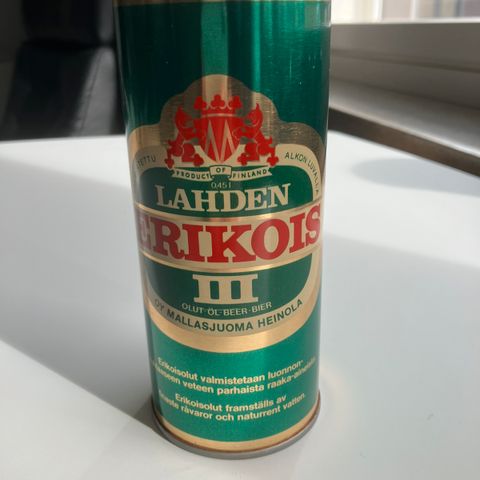 ALKON LUVALLA
PRODUCT OF FINLAND
0,45 l
LAHDEN
ERIKOIS
III
OLUT·ÖL·BEER·BIER
OY MALLASJUOMA HEINOLA
Erikoisolut valmistetaan luonnon-
veteen parhaista raaka-aineista
Erikoisolut framställs av
råvaror och naturrent vatten.